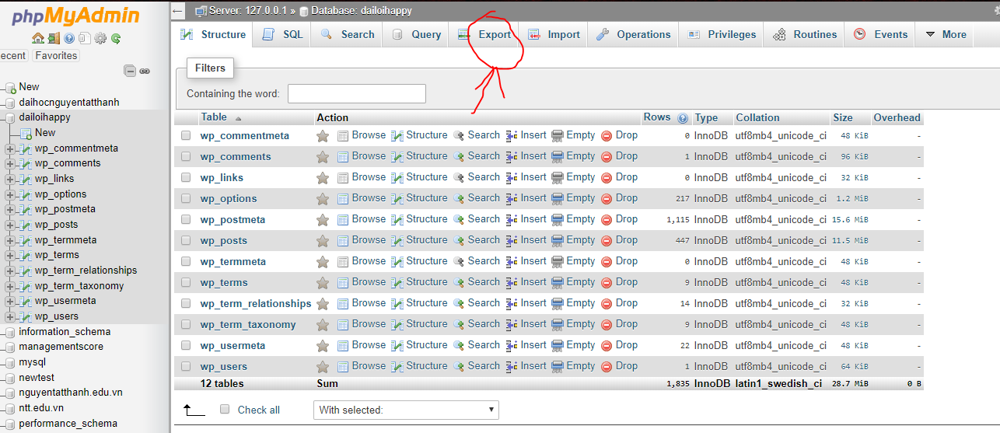 phpMyAdmin
ecent Favorites
New
daihocnguyentatthanh
dailoihappy
New
wp_commentmeta
wp_comments
wp_links
wp_options
wp_postmeta
wp_posts
wp_termmeta
wp_terms
wp_term_relationships
wp_term_taxonomy
wp_usermeta
wp_users
information_schema
managementscore
mysql
newtest
nguyentatthanh.edu.vn
ntt.edu.vn
performance_schema
Server: 127.0.0.1 » Database: dailoihappy
Structure SQL Search Query Export Import Operations Privileges Routines Events More
Filters
Containing the word:
Table Action Rows Type Collation Size Overhead
wp_commentmeta Browse Structure Search Insert Empty Drop 0 InnoDB utf8mb4_unicode_ci 48 KiB -
wp_comments Browse Structure Search Insert Empty Drop 1 InnoDB utf8mb4_unicode_ci 96 KiB -
wp_links Browse Structure Search Insert Empty Drop 0 InnoDB utf8mb4_unicode_ci 32 KiB -
wp_options Browse Structure Search Insert Empty Drop 217 InnoDB utf8mb4_unicode_ci 1.2 MiB -
wp_postmeta Browse Structure Search Insert Empty Drop 1,115 InnoDB utf8mb4_unicode_ci 15.6 MiB -
wp_posts Browse Structure Search Insert Empty Drop 447 InnoDB utf8mb4_unicode_ci 11.5 MiB -
wp_termmeta Browse Structure Search Insert Empty Drop 0 InnoDB utf8mb4_unicode_ci 48 KiB -
wp_terms Browse Structure Search Insert Empty Drop 9 InnoDB utf8mb4_unicode_ci 48 KiB -
wp_term_relationships Browse Structure Search Insert Empty Drop 14 InnoDB utf8mb4_unicode_ci 32 KiB -
wp_term_taxonomy Browse Structure Search Insert Empty Drop 9 InnoDB utf8mb4_unicode_ci 48 KiB -
wp_usermeta Browse Structure Search Insert Empty Drop 22 InnoDB utf8mb4_unicode_ci 48 KiB -
wp_users Browse Structure Search Insert Empty Drop 1 InnoDB utf8mb4_unicode_ci 64 KiB -
12 tables Sum 1,835 InnoDB latin1_swedish_ci 28.7 MiB 0 B
Check all With selected: